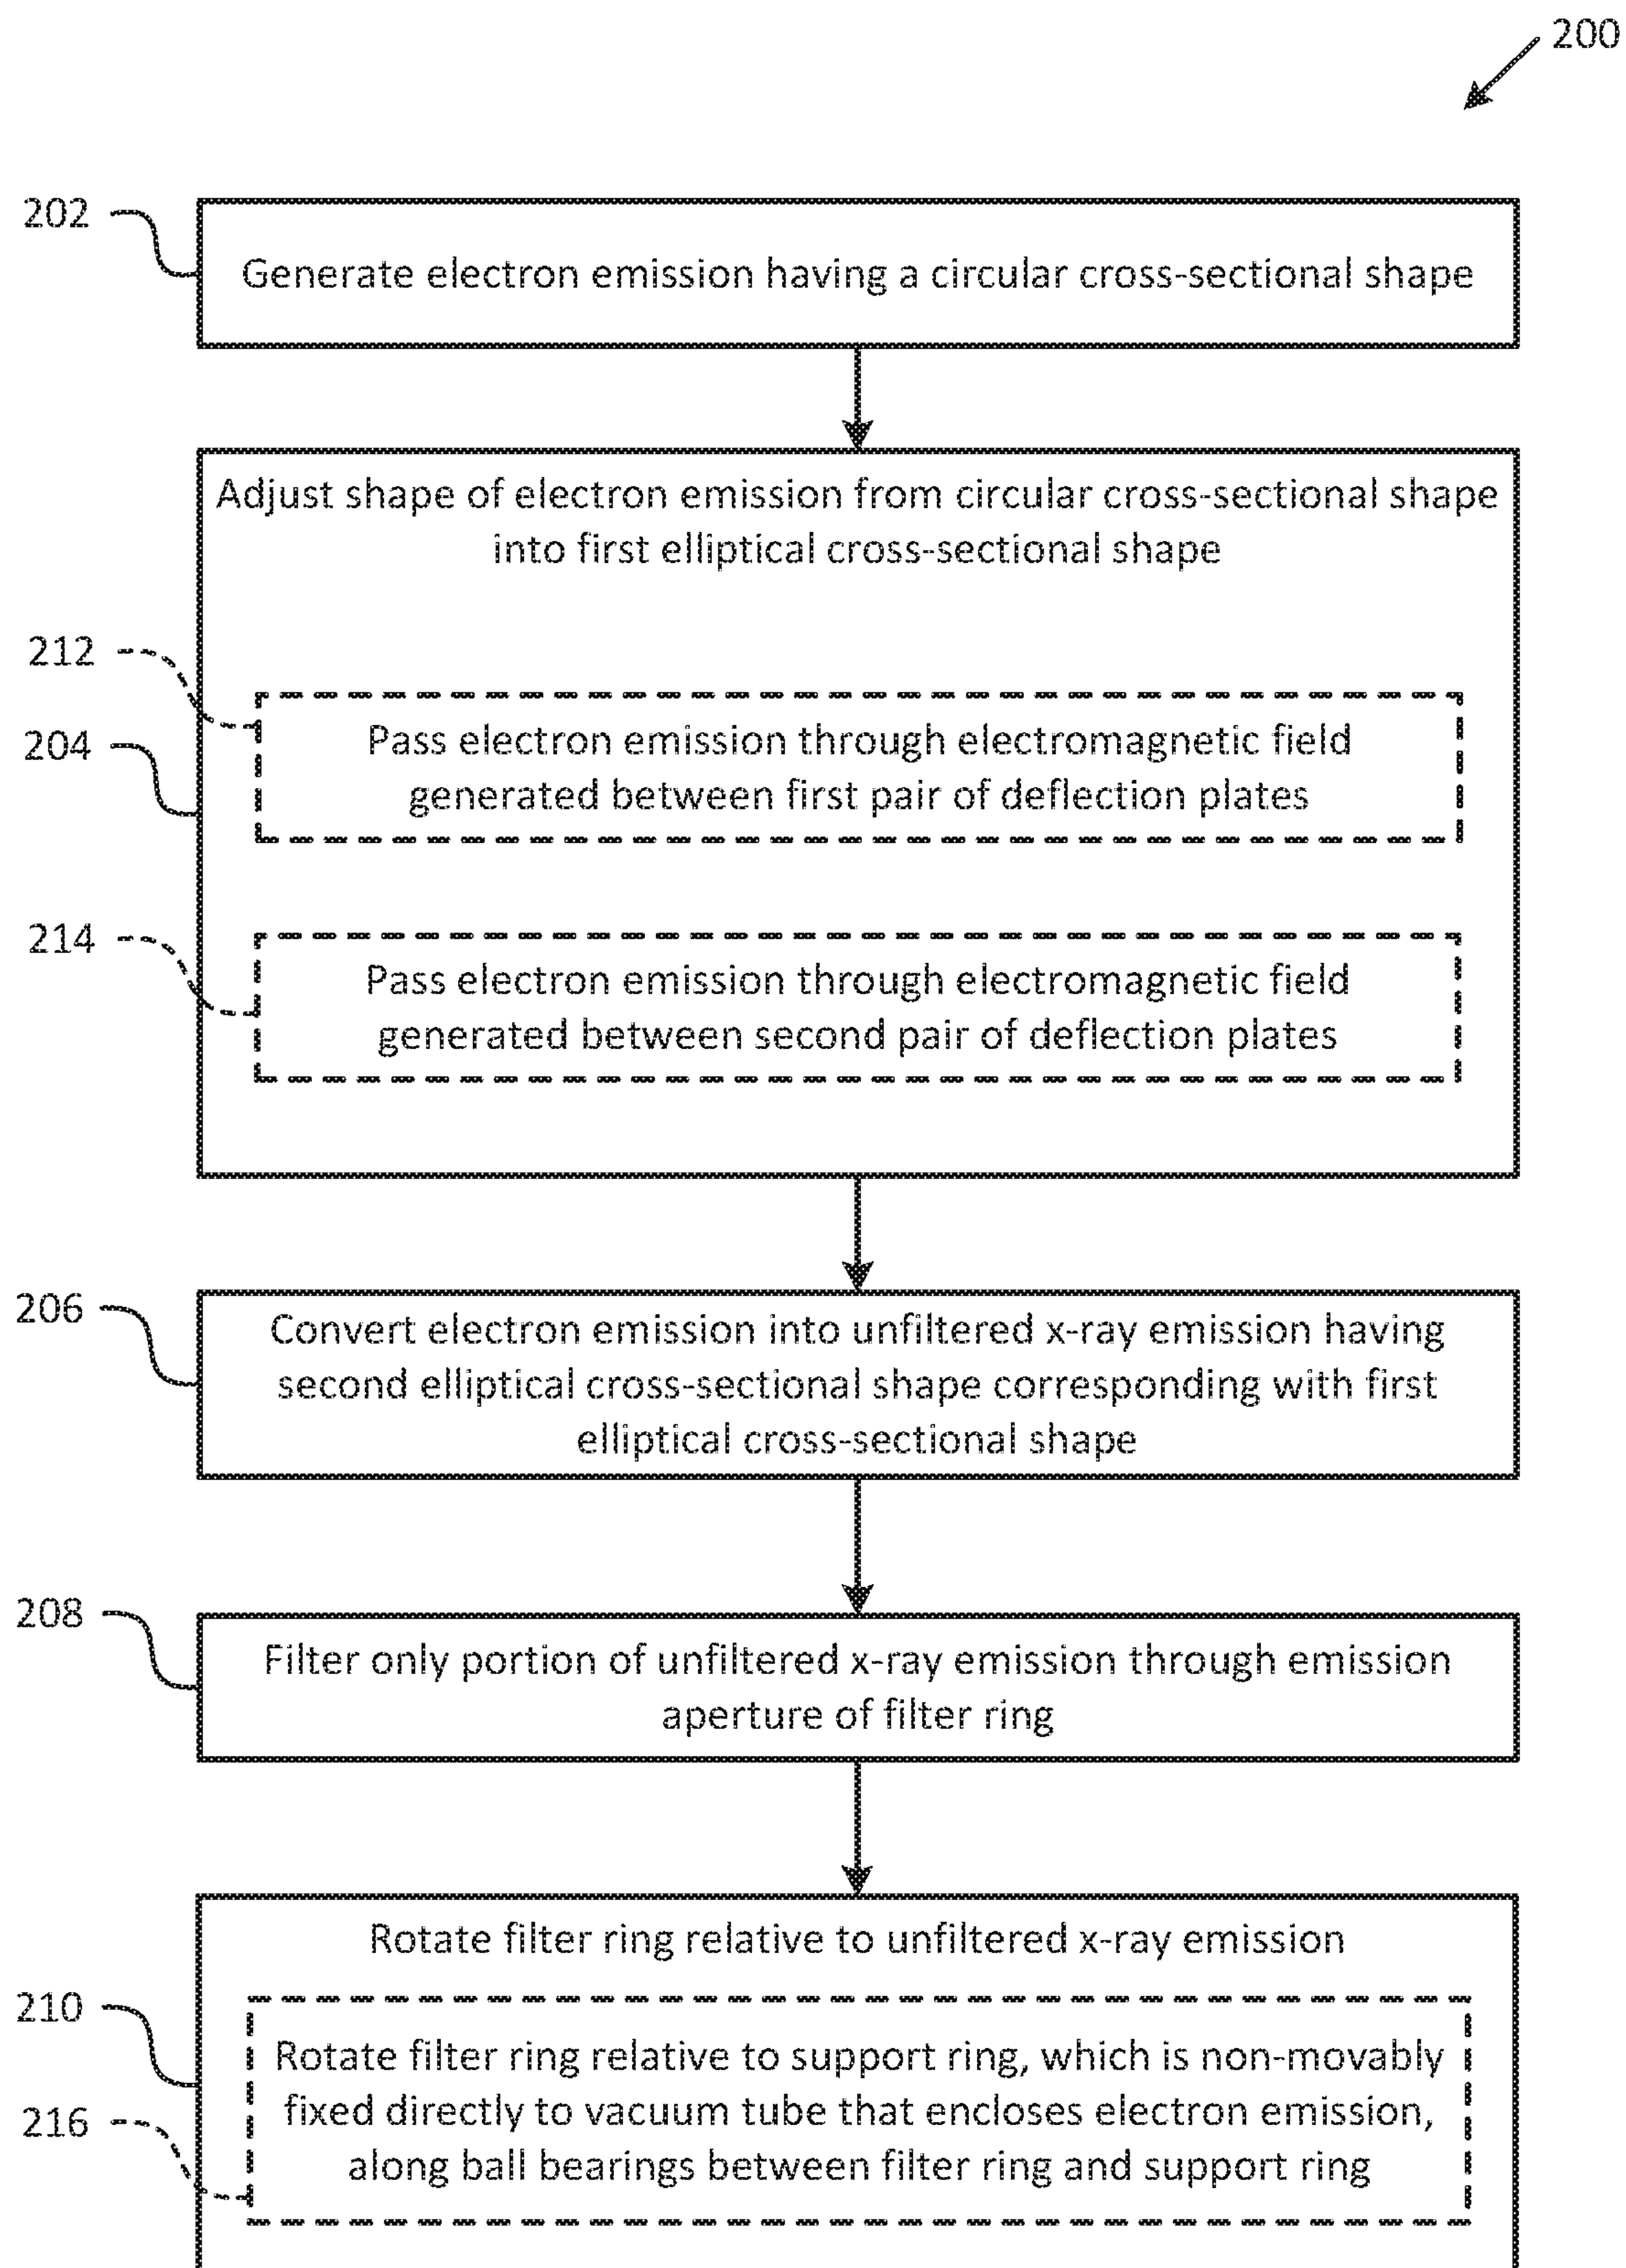 200
202
Generate electron emission having a circular cross-sectional shape
Adjust shape of electron emission from circular cross-sectional shape
into first elliptical cross-sectional shape
212
Pass electron emission through electromagnetic field
generated between first pair of deflection plates
204
214
Pass electron emission through electromagnetic field
generated between second pair of deflection plates
206
Convert electron emission into unfiltered x-ray emission having
second elliptical cross-sectional shape corresponding with first
elliptical cross-sectional shape
208
Filter only portion of unfiltered x-ray emission through emission
aperture of filter ring
Rotate filter ring relative to unfiltered x-ray emission
210
Rotate filter ring relative to support ring, which is non-movably
fixed directly to vacuum tube that encloses electron emission,
along ball bearings between filter ring and support ring
216